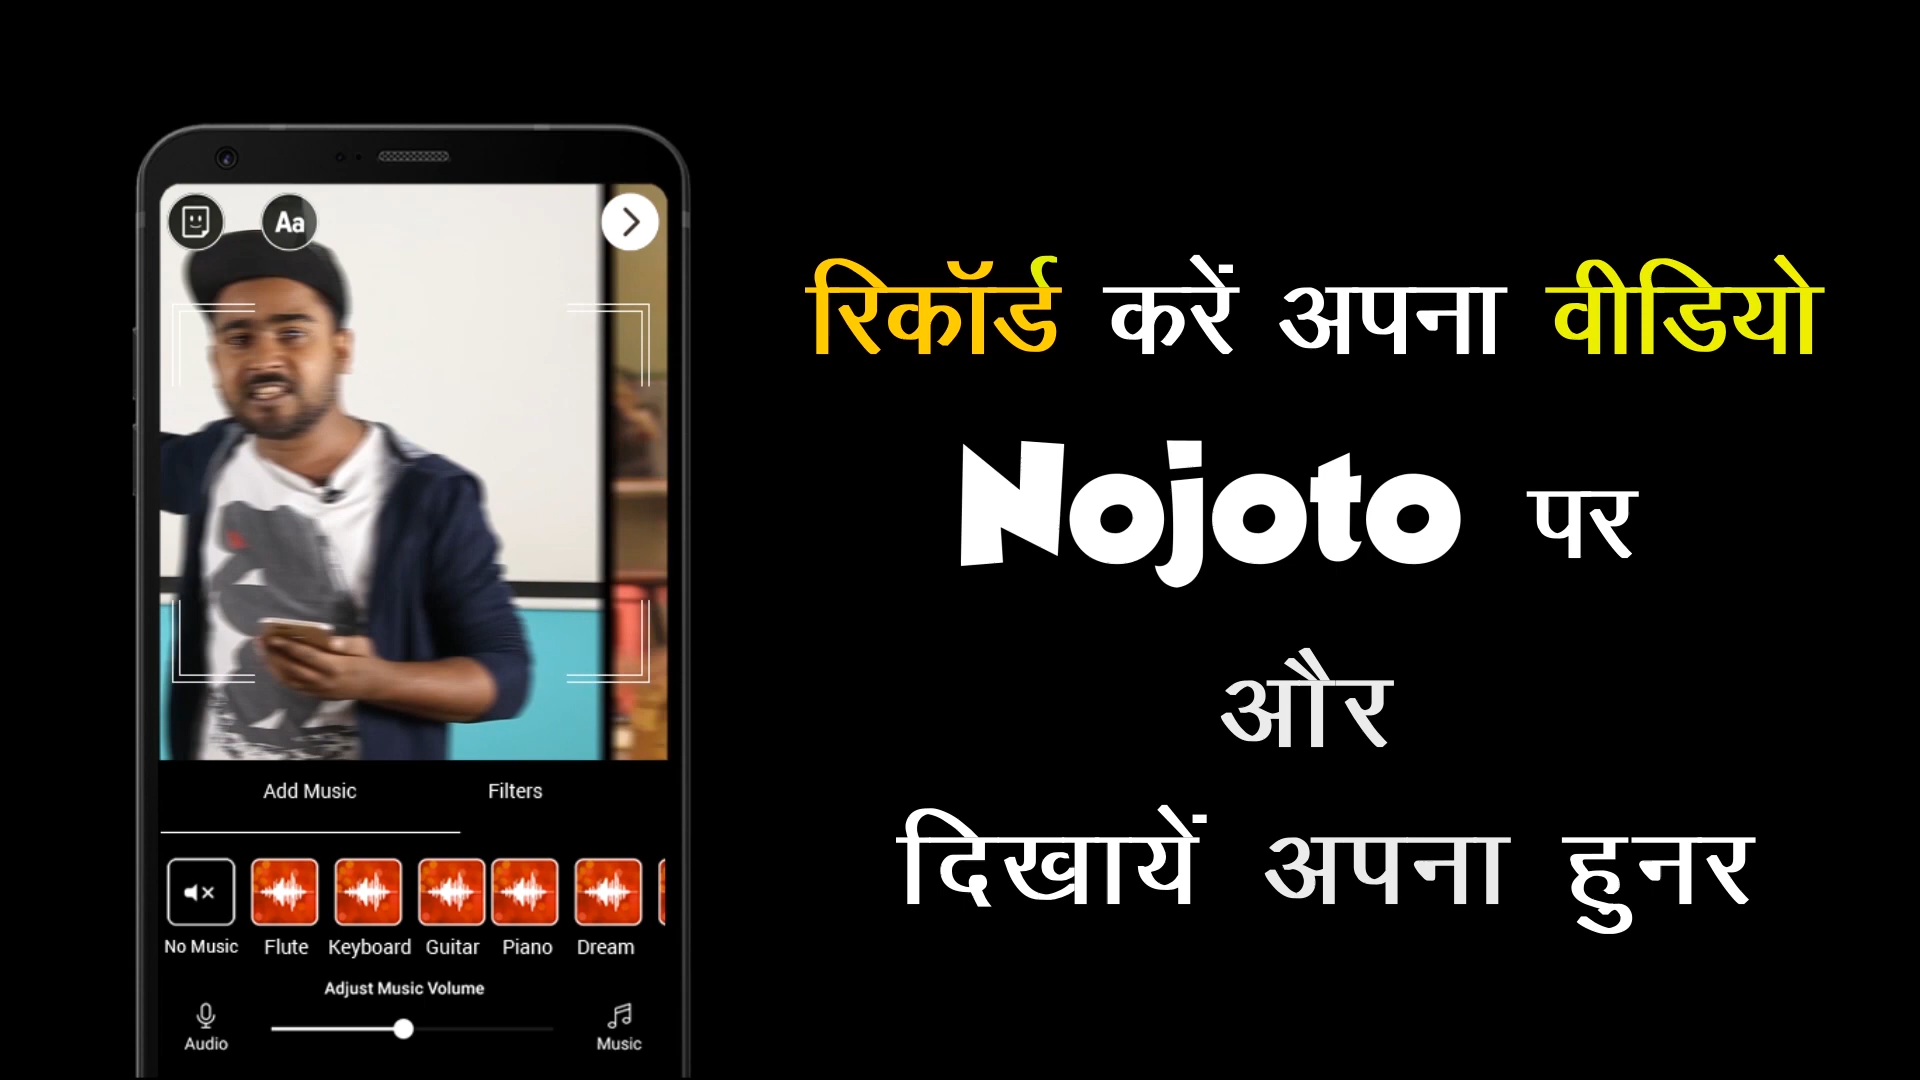 Aa
रिकॉर्ड करें अपना वीडियो
Nojoto पर
और
दिखायें अपना हुनर
Add Music Filters
No Music Flute Keyboard Guitar Piano Dream
Adjust Music Volume
Audio Music